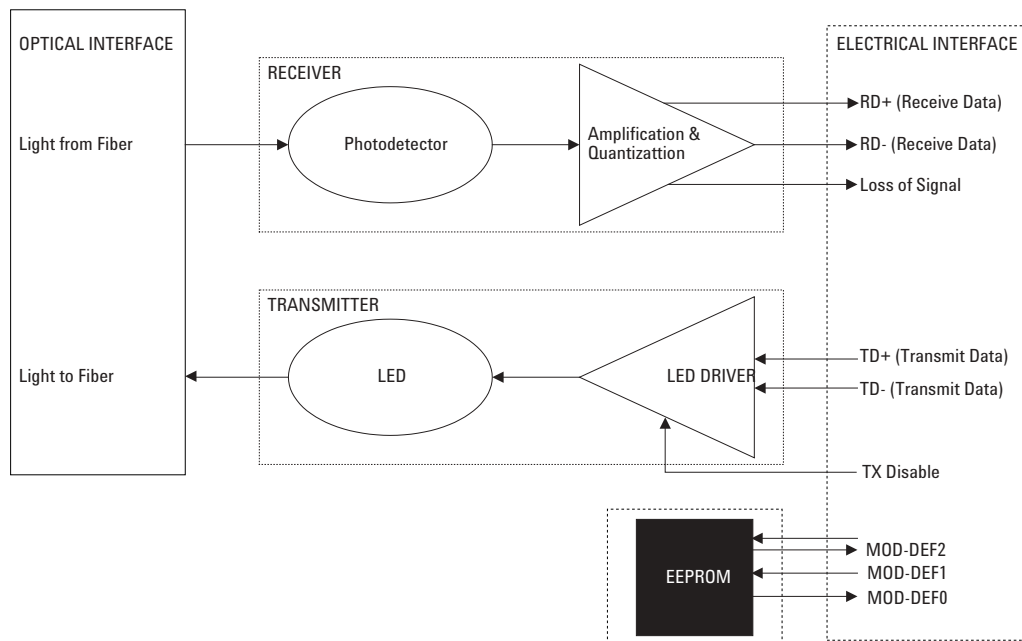 OPTICAL INTERFACE
ELECTRICAL INTERFACE
RECEIVER
RD+ (Receive Data)
Light from Fiber
Photodetector
Amplification &
Quantizattion
RD- (Receive Data)
Loss of Signal
TRANSMITTER
TD+ (Transmit Data)
Light to Fiber
LED
LED DRIVER
TD- (Transmit Data)
TX Disable
EEPROM
MOD-DEF2
MOD-DEF1
MOD-DEF0